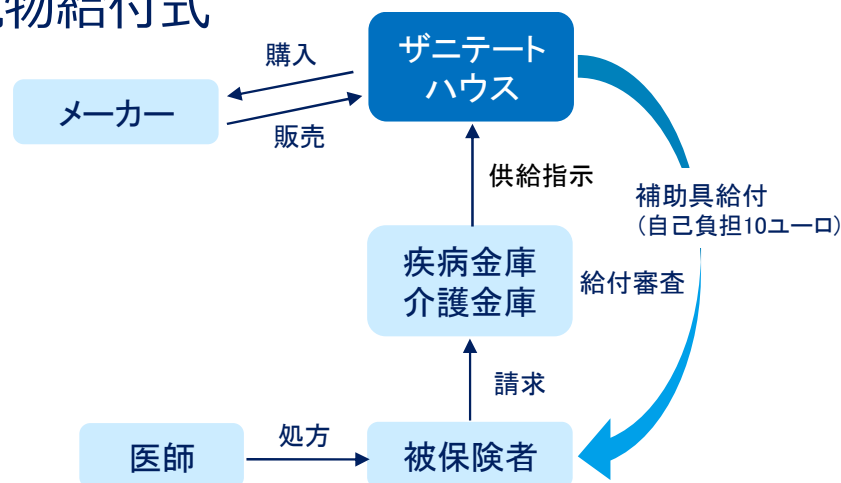 物給付式
ザニテート
ハウス
購入
メーカー
販売
供給指示
補助具給付
(自己負担10ユーロ)
疾病金庫
介護金庫
給付審査
請求
医師
処方
被保険者